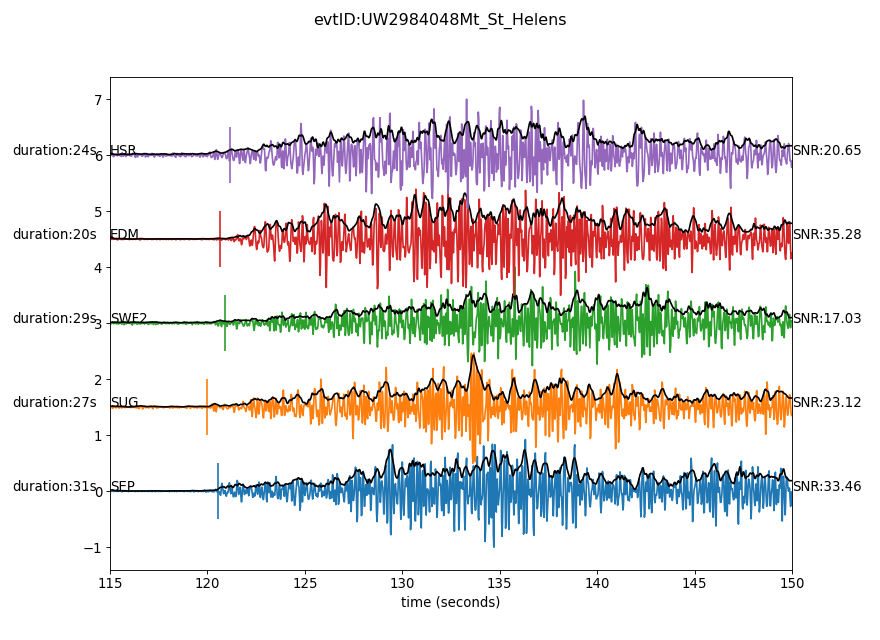 evtID:UW2984048Mt_St_Helens
7
duration:24s HSR SNR:20.65
6
5
duration:20s EDM SNR:35.28
4
duration:29s SWF2 SNR:17.03
3
2
duration:27s SUG SNR:23.12
1
duration:31s SEP SNR:33.46
0
−1
115 120 125 130 135 140 145 150
time (seconds)